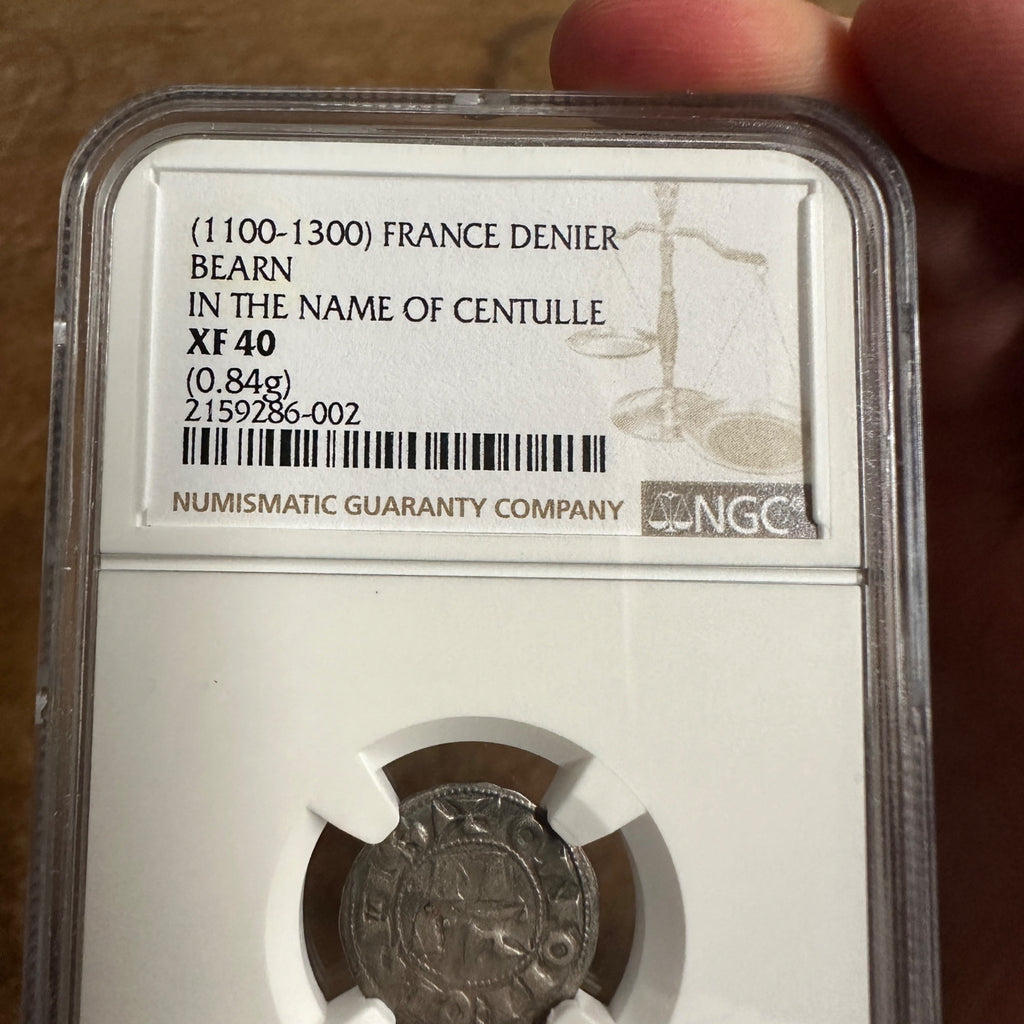 (1100-1300) FRANCE DENIER
BEARN
IN THE NAME OF CENTULLE
XF 40
(0.84g)
2159286-002
NUMISMATIC GUARANTY COMPANY
NGC